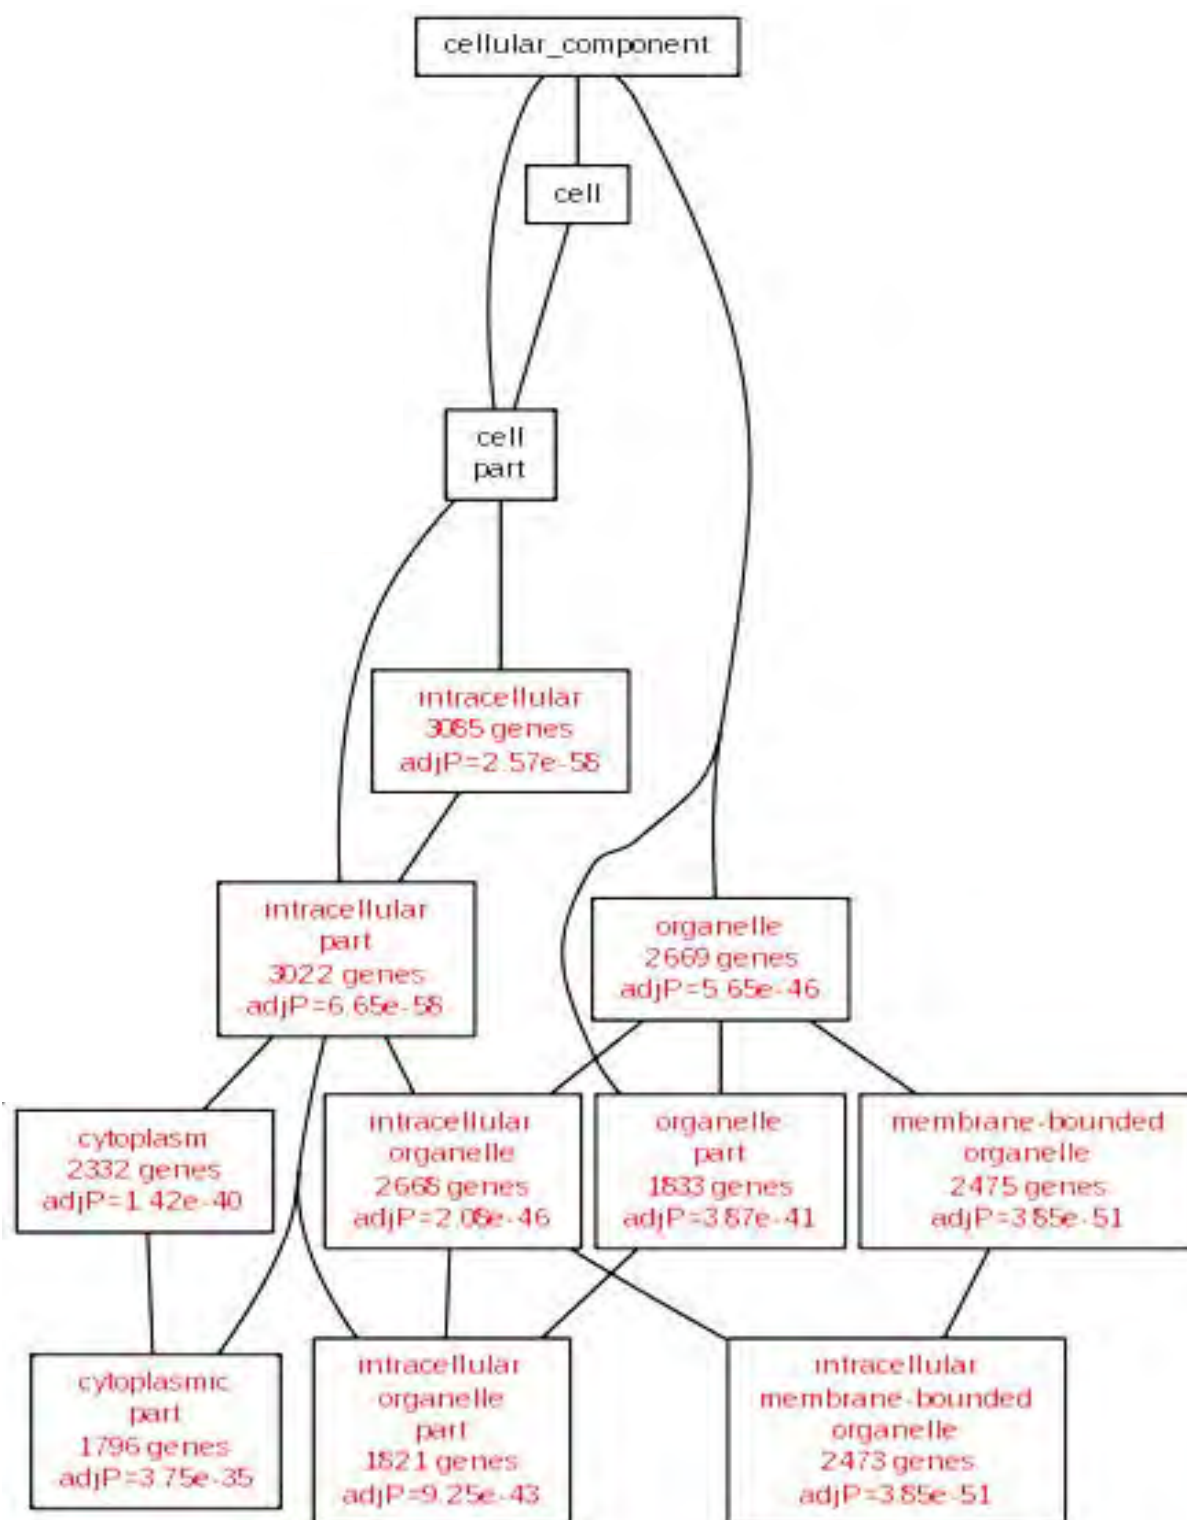 cellular_component
cell
cell
part
intracellular
3085 genes
adjP=2.57e-58
intracellular
part
3022 genes
adjP=6.65e-58
organelle
2669 genes
adjP=5.65e-46
cytoplasm
2332 genes
adjP=1.42e-40
intracellular
organelle
2668 genes
adjP=2.08e-46
organelle
part
1833 genes
adjP=3.87e-41
membrane-bounded
organelle
2475 genes
adjP=3.85e-51
cytoplasmic
part
1796 genes
adjP=3.75e-35
intracellular
organelle
part
1821 genes
adjP=9.25e-43
intracellular
membrane-bounded
organelle
2473 genes
adjP=3.85e-51